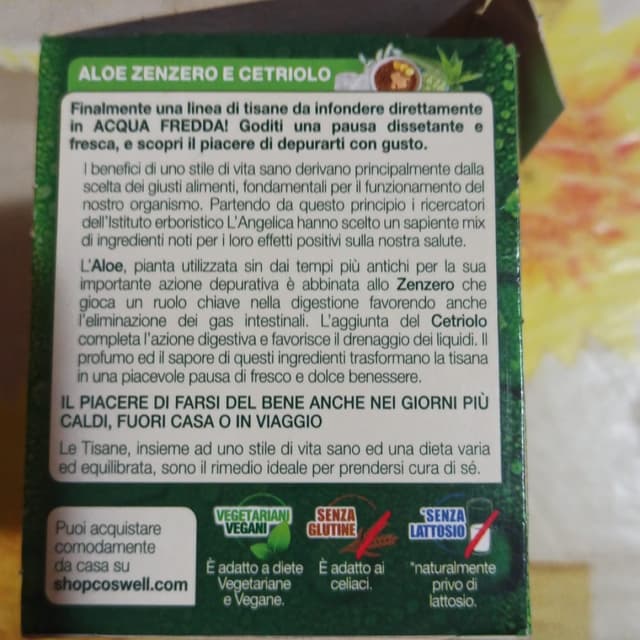 ALOE ZENZERO E CETRIOLO
Finalmente una linea di tisane da infondere direttamente
in ACQUA FREDDA! Goditi una pausa dissetante e
fresca, e scopri il piacere di depurarti con gusto.
I benefici di uno stile di vita sano derivano principalmente dalla
scelta dei giusti alimenti, fondamentali per il funzionamento del
nostro organismo. Partendo da questo principio i ricercatori
dell'Istituto erboristico L'Angelica hanno scelto un sapiente mix
di ingredienti noti per i loro effetti positivi sulla nostra salute.
L'Aloe, pianta utilizzata sin dai tempi più antichi per la sua
importante azione depurativa è abbinata allo Zenzero che
gioca un ruolo chiave nella digestione favorendo anche
l'eliminazione dei gas intestinali. L'aggiunta del Cetriolo
completa l'azione digestiva e favorisce il drenaggio dei liquidi. Il
profumo ed il sapore di questi ingredienti trasformano la tisana
in una piacevole pausa di fresco e dolce benessere.
IL PIACERE DI FARSI DEL BENE ANCHE NEI GIORNI PIÙ
CALDI, FUORI CASA O IN VIAGGIO
Le Tisane, insieme ad uno stile di vita sano ed una dieta varia
ed equilibrata, sono il rimedio ideale per prendersi cura di sé.
Puoi acquistare
comodamente
da casa su
shopcoswell.com
VEGETARIANI
VEGANI
È adatto a diete
Vegetariane
e Vegane.
SENZA
GLUTINE
È adatto ai
celiaci.
*SENZA
LATTOSIO
*naturalmente
privo di
lattosio.